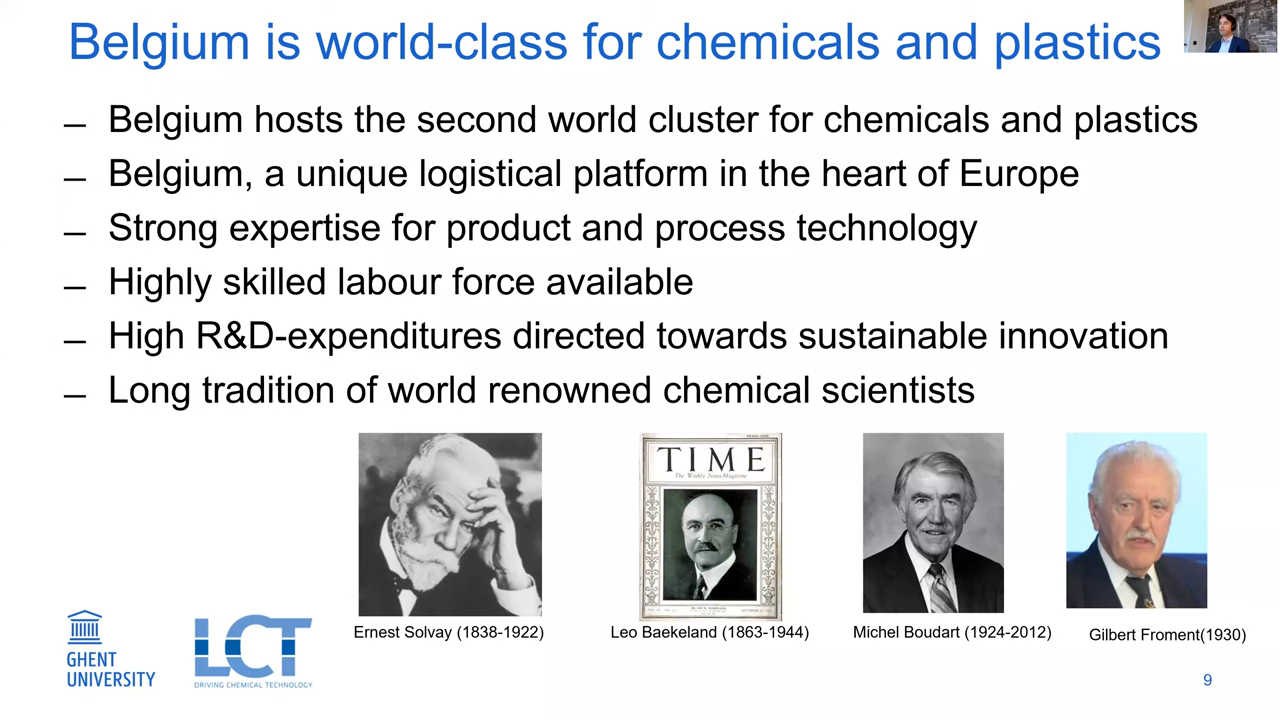 Belgium is world-class for chemicals and plastics
– Belgium hosts the second world cluster for chemicals and plastics
– Belgium, a unique logistical platform in the heart of Europe
– Strong expertise for product and process technology
– Highly skilled labour force available
– High R&D-expenditures directed towards sustainable innovation
– Long tradition of world renowned chemical scientists
TIME
The Weekly News-Magazine
Ernest Solvay (1838-1922)
Leo Baekeland (1863-1944)
Michel Boudart (1924-2012)
Gilbert Froment(1930)
GHENT
UNIVERSITY
LCT
DRIVING CHEMICAL TECHNOLOGY
9